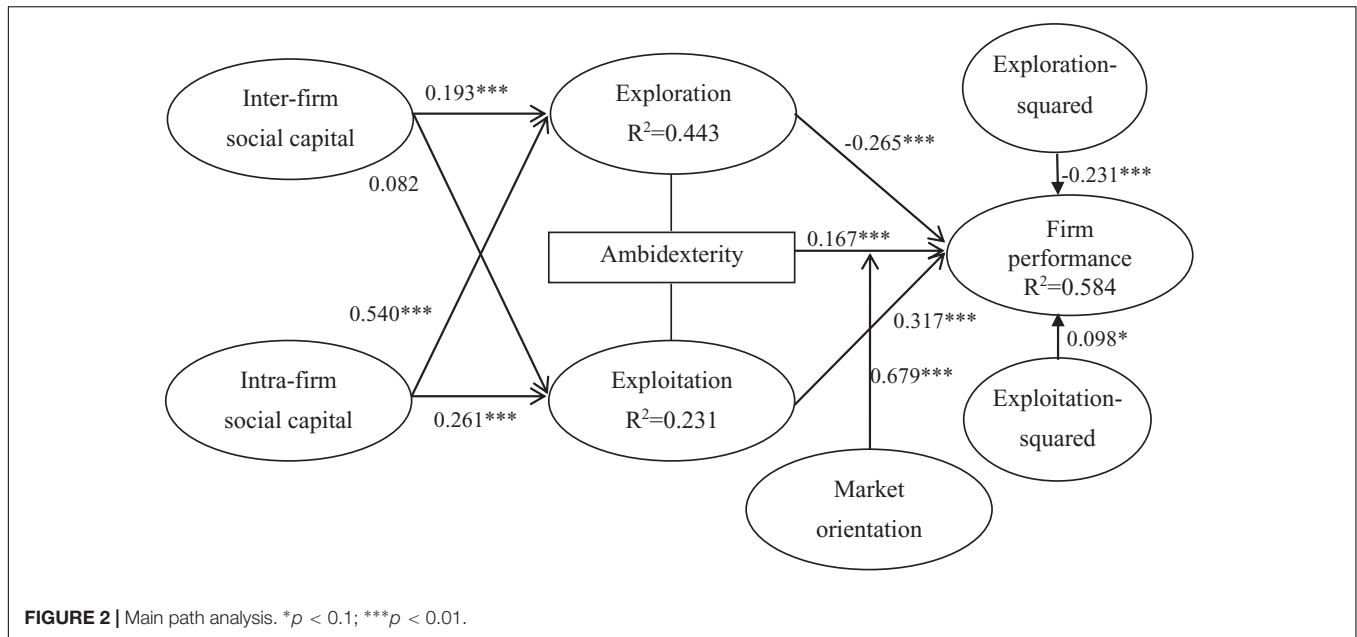 Inter-firm
social capital
0.193***
0.082
0.540***
Intra-firm
social capital
0.261***
Exploration
R²=0.443
Ambidexterity
Exploitation
R²=0.231
-0.265***
0.167***
0.317***
0.679***
Market
orientation
Exploration-
squared
-0.231***
Firm
performance
R²=0.584
0.098*
Exploitation-
squared
FIGURE 2 | Main path analysis. *p < 0.1; ***p < 0.01.